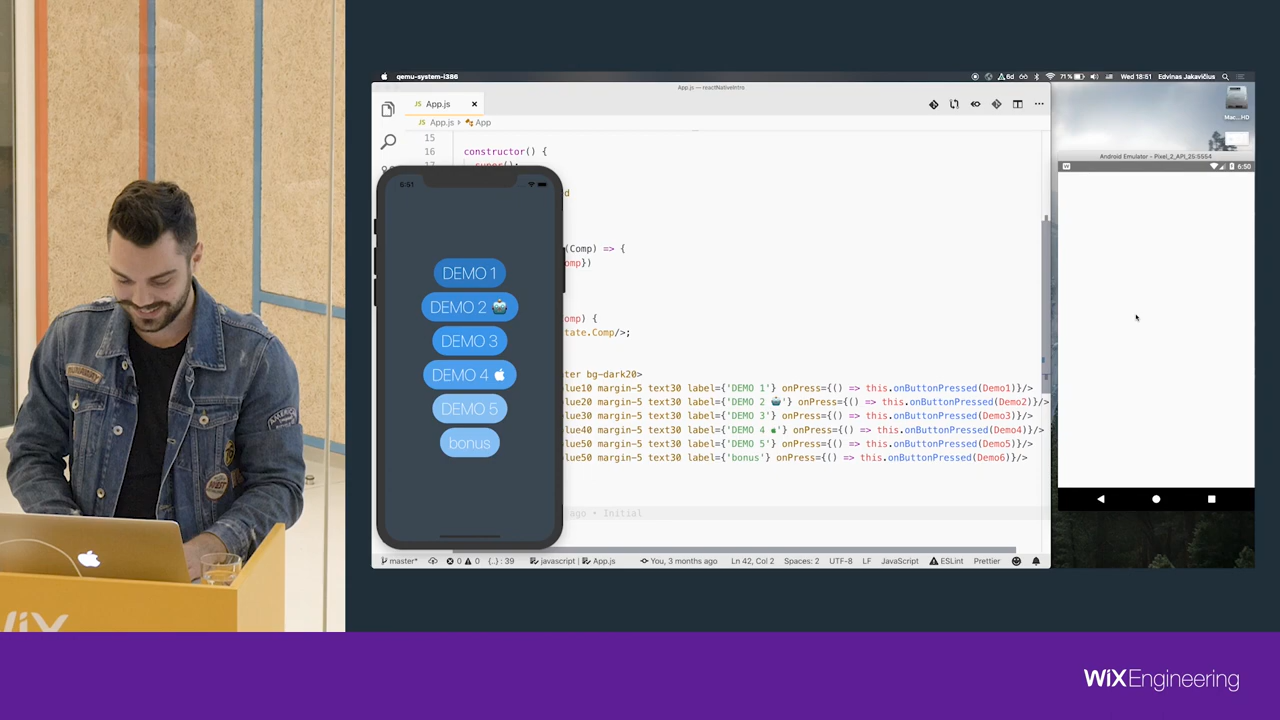 qemu-system-i386
71%
Wed 18:51
Edvinas Jakavičius
App.js — reactNativeIntro
JS App.js
App.js > App
15
16 constructor() {
17 super();
6:51
(Comp) => {
omp})
omp) {
tate.Comp/>;
ter bg-dark20>
lue10 margin-5 text30 label={'DEMO 1'} onPress={() => this.onButtonPressed(Demo1)}/>
lue20 margin-5 text30 label={'DEMO 2 🤖'} onPress={() => this.onButtonPressed(Demo2)}/>
lue30 margin-5 text30 label={'DEMO 3'} onPress={() => this.onButtonPressed(Demo3)}/>
lue40 margin-5 text30 label={'DEMO 4 🍏'} onPress={() => this.onButtonPressed(Demo4)}/>
lue50 margin-5 text30 label={'DEMO 5'} onPress={() => this.onButtonPressed(Demo5)}/>
lue50 margin-5 text30 label={'bonus'} onPress={() => this.onButtonPressed(Demo6)}/>
ago • Initial
DEMO 1
DEMO 2
DEMO 3
DEMO 4
DEMO 5
bonus
master* 0 0 {..} : 39 javascript | App.js You, 3 months ago Ln 42, Col 2 Spaces: 2 UTF-8 LF JavaScript ESLint Prettier
Mac...HD
Android Emulator - Pixel_2_API_25:5554
6:50
WiX
WiXEngineering